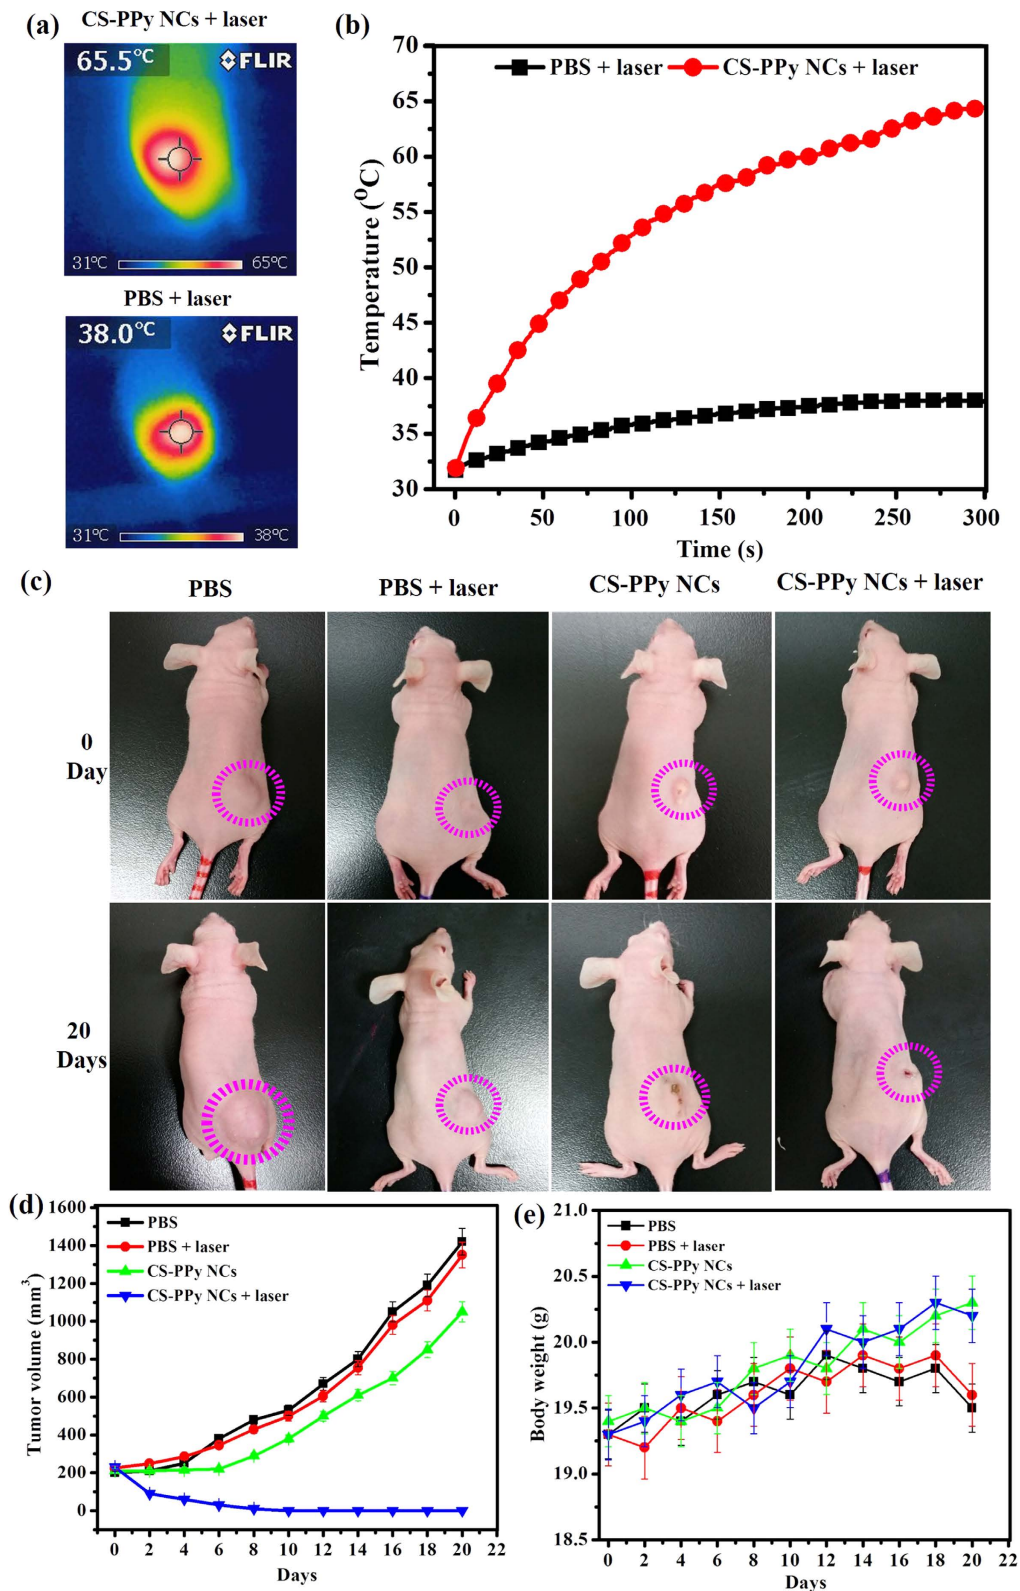 (a)
CS-PPy NCs + laser
65.5°C
FLIR
31°C
65°C
PBS + laser
38.0°C
FLIR
31°C
38°C
(b)
PBS + laser
CS-PPy NCs + laser
Temperature (°C)
70
65
60
55
50
45
40
35
30
0 50 100 150 200 250 300
Time (s)
(c)
PBS
PBS + laser
CS-PPy NCs
CS-PPy NCs + laser
0
Day
20
Days
(d)
PBS
PBS + laser
CS-PPy NCs
CS-PPy NCs + laser
Tumor volume (mm³)
1600
1400
1200
1000
800
600
400
200
0
0 2 4 6 8 10 12 14 16 18 20 22
Days
(e)
PBS
PBS + laser
CS-PPy NCs
CS-PPy NCs + laser
Body weight (g)
21.0
20.5
20.0
19.5
19.0
18.5
0 2 4 6 8 10 12 14 16 18 20 22
Days